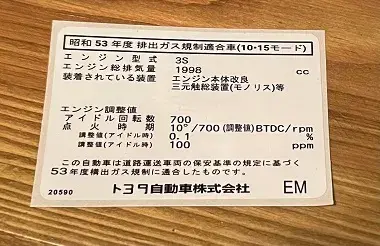 昭和 53 年度 排出ガス規制適合車(10・15モード)
エンジン型式 3S
エンジン総排気量 1998 cc
装着されている装置 エンジン本体改良
三元触総装置(モノリス)等
エンジン調整値
アイドル回転数 700
点火時期 10°/700 (調整値)BTDC/rpm
調整値(アイドル時) 0.1 %
調整値(アイドル時) 100 ppm
この自動車は道路運送車両の保安基準の規定に基づく
53年度横出ガス規制に適合したものです。
20590 トヨタ自動車株式会社 EM